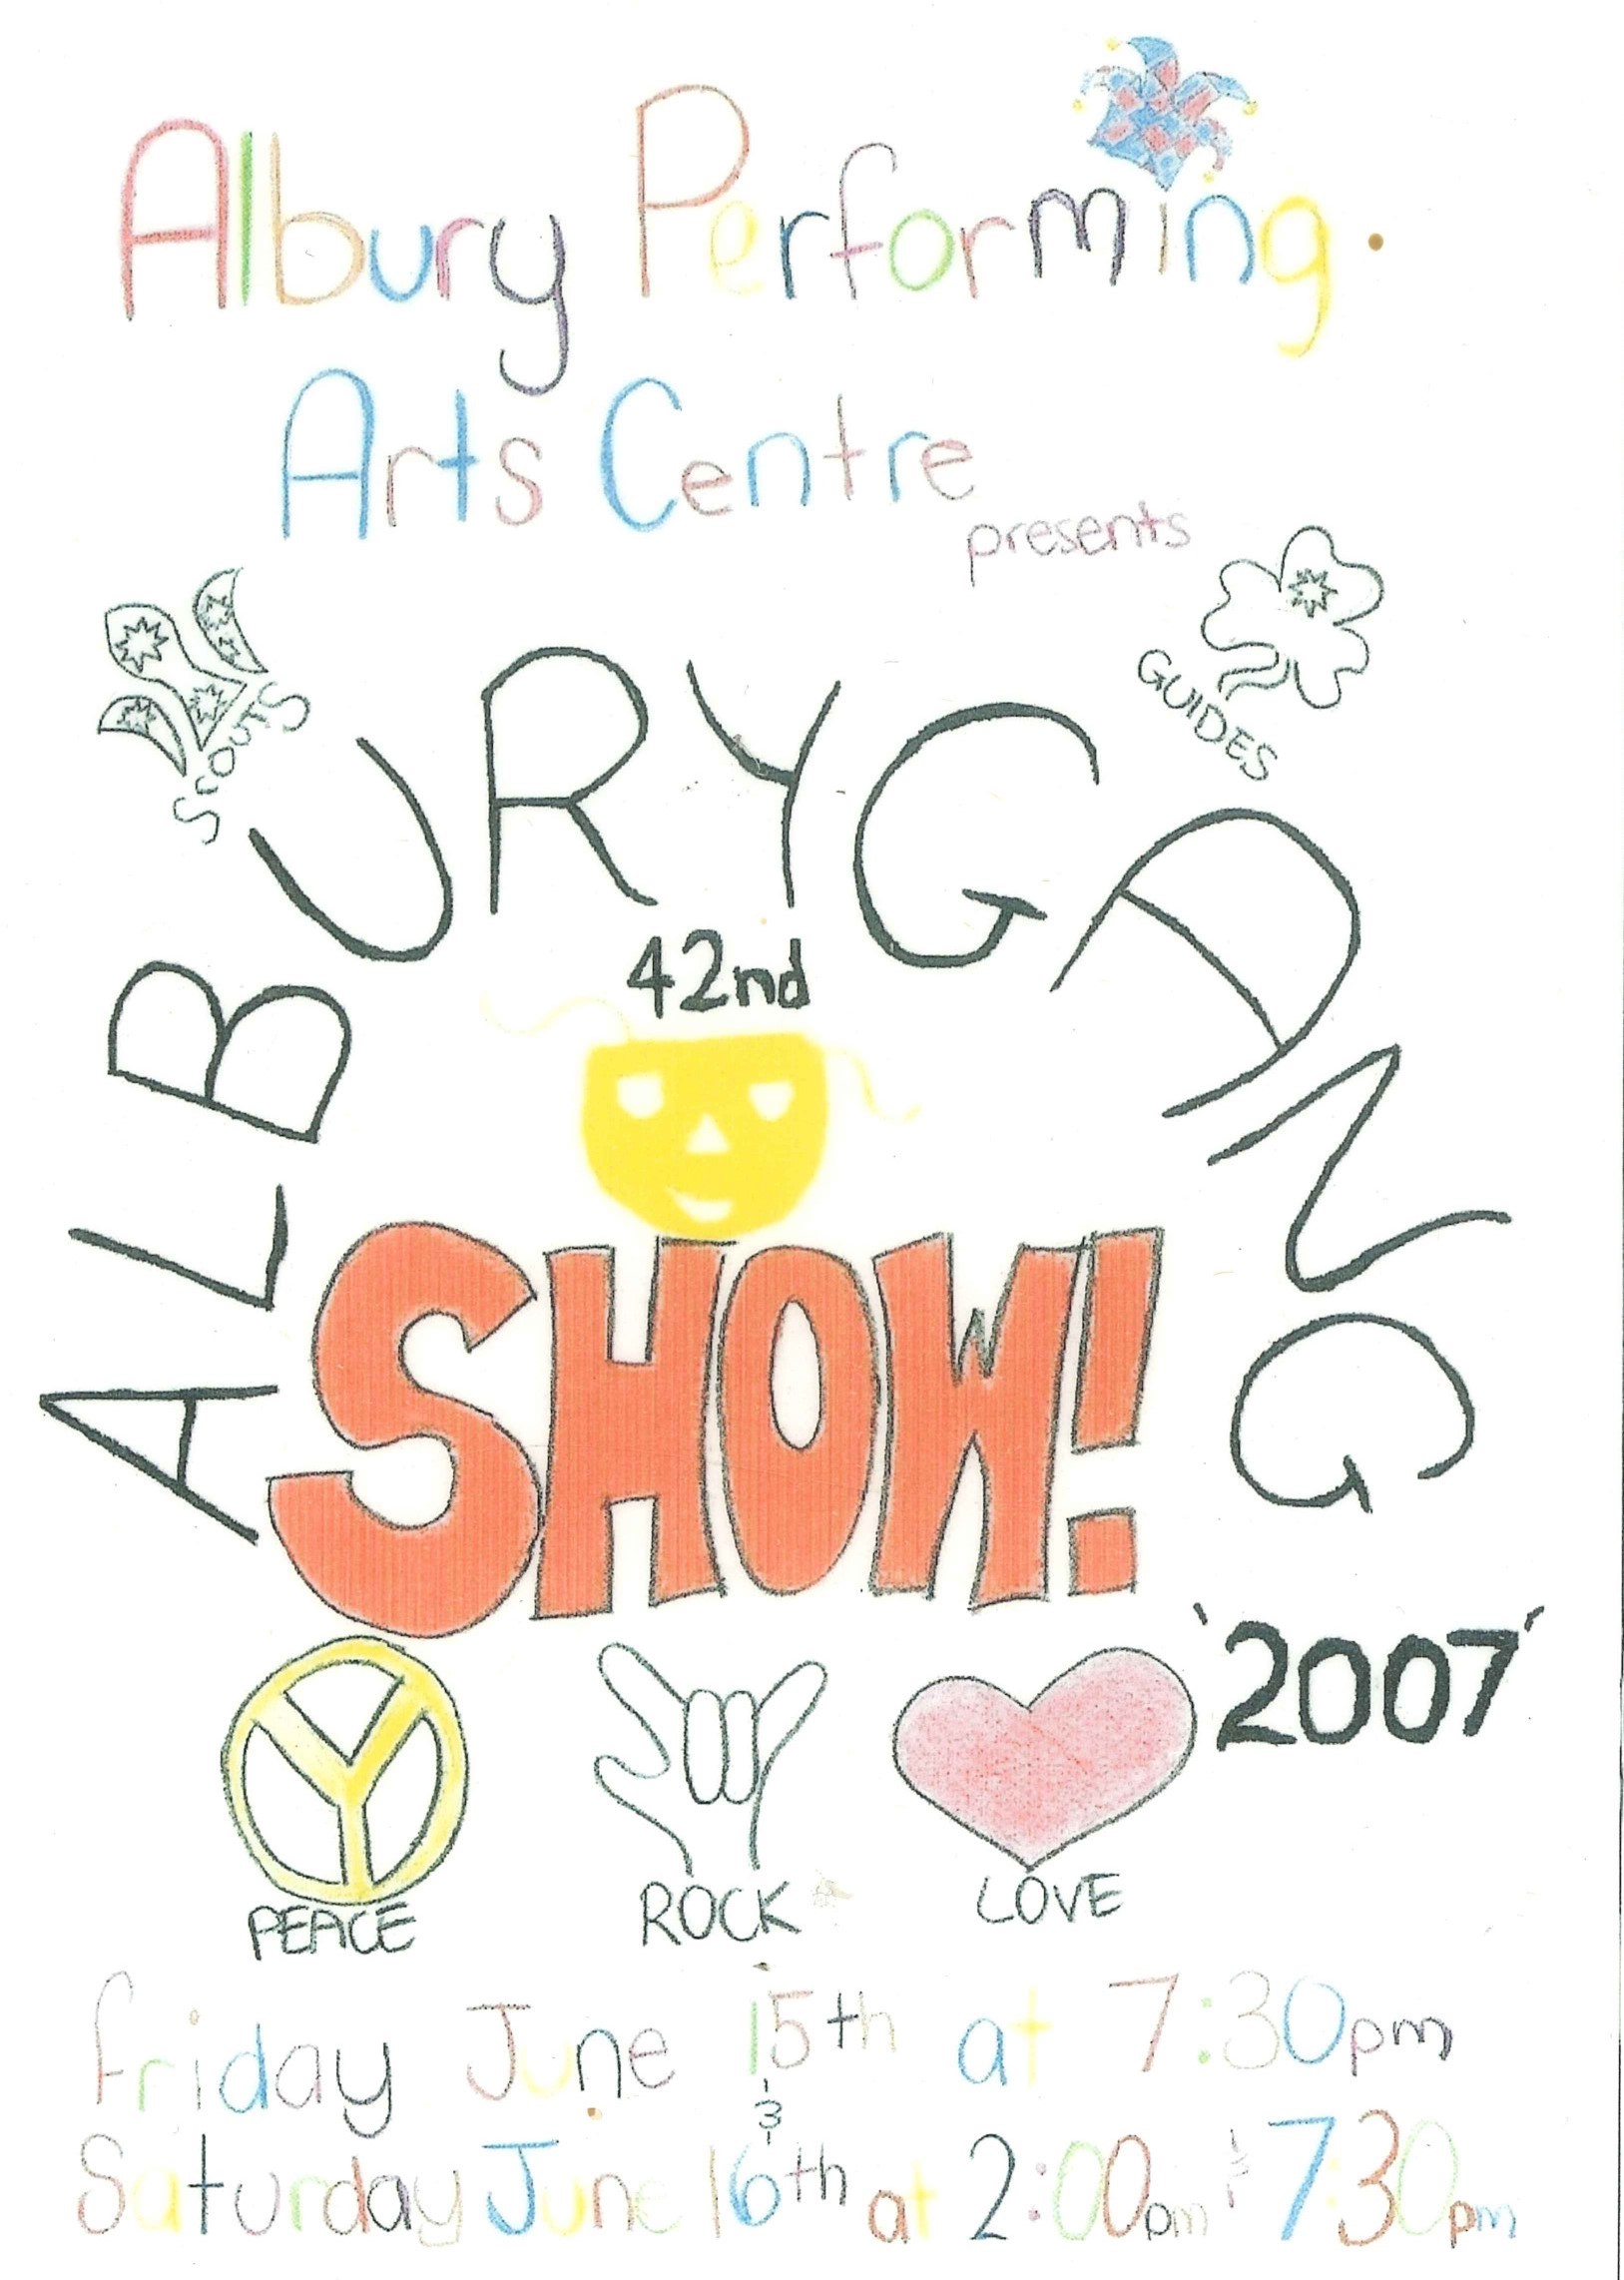 Albury Performing.
Arts Centre
presents
SCOUTS
GUIDES
ALBURY GANG
42nd
SHOW!
'2007'
PEACE
ROCK
LOVE
Friday June 15th at 7:30pm
&
Saturday June 16th at 2:00pm & 7:30pm